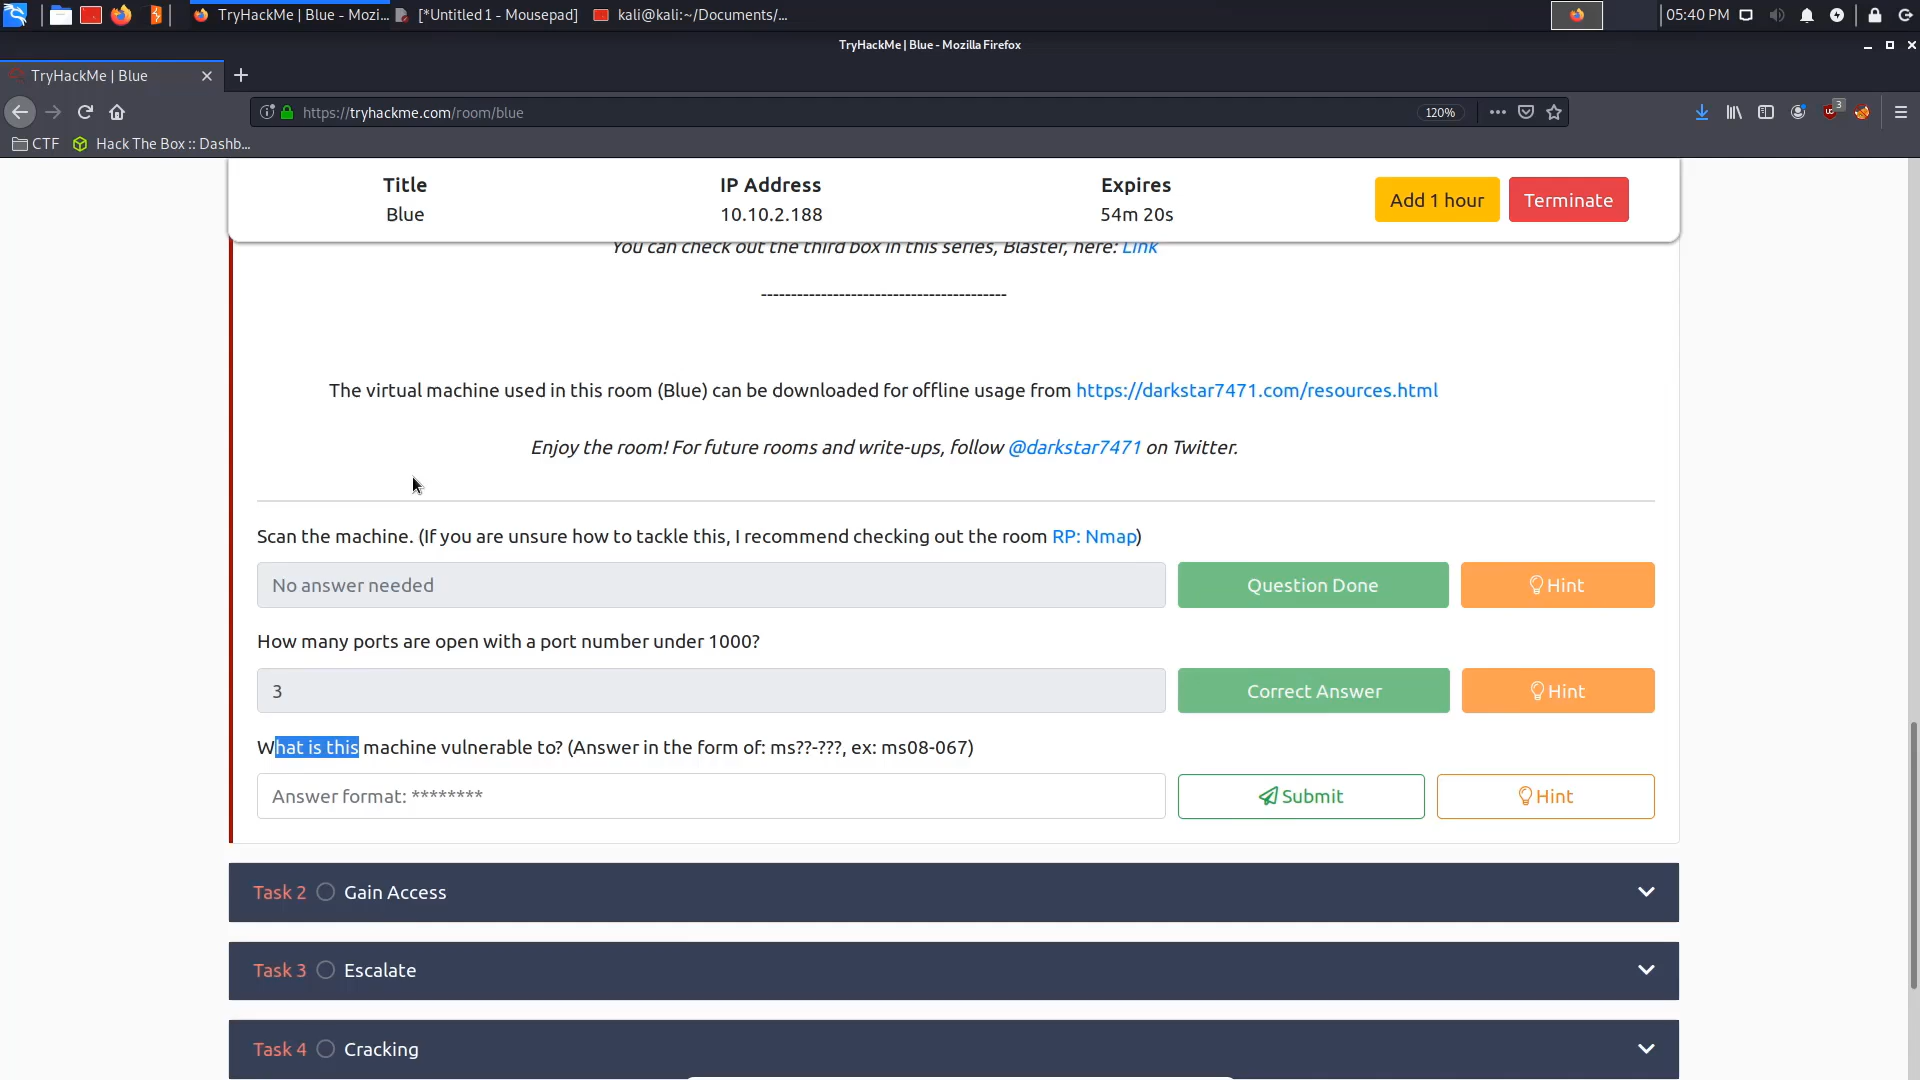 TryHackMe | Blue - Mozi...
[*Untitled 1 - Mousepad]
kali@kali:~/Documents/...
05:40 PM
TryHackMe | Blue - Mozilla Firefox
TryHackMe | Blue
https://tryhackme.com/room/blue
120%
3
CTF
Hack The Box :: Dashb...
Title
IP Address
Expires
Blue
10.10.2.188
54m 20s
Add 1 hour
Terminate
You can check out the third box in this series, Blaster, here: Link
-----------------------------------------
The virtual machine used in this room (Blue) can be downloaded for offline usage from https://darkstar7471.com/resources.html
Enjoy the room! For future rooms and write-ups, follow @darkstar7471 on Twitter.
Scan the machine. (If you are unsure how to tackle this, I recommend checking out the room RP: Nmap)
No answer needed
Question Done
Hint
How many ports are open with a port number under 1000?
3
Correct Answer
Hint
What is this machine vulnerable to? (Answer in the form of: ms??-???, ex: ms08-067)
Answer format: ********
Submit
Hint
Task 2
Gain Access
Task 3
Escalate
Task 4
Cracking